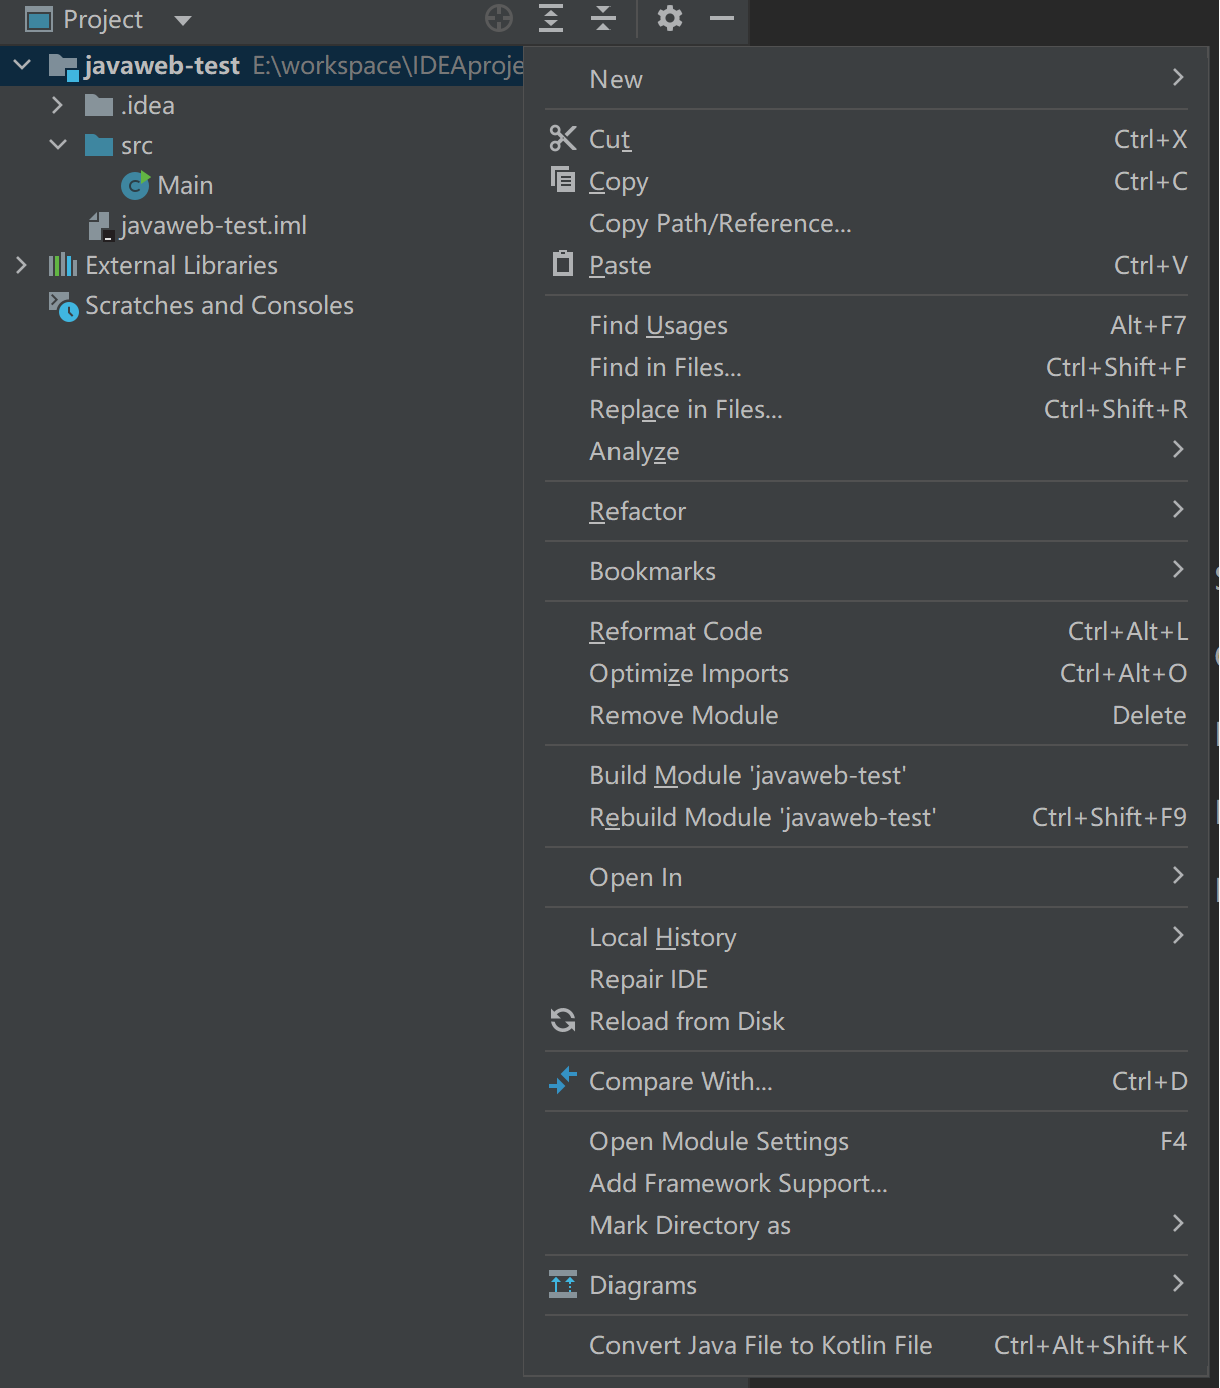 Project
javaweb-test E:\workspace\IDEAproje
.idea
src
Main
javaweb-test.iml
External Libraries
Scratches and Consoles
New
Cut Ctrl+X
Copy Ctrl+C
Copy Path/Reference...
Paste Ctrl+V
Find Usages Alt+F7
Find in Files... Ctrl+Shift+F
Replace in Files... Ctrl+Shift+R
Analyze
Refactor
Bookmarks
Reformat Code Ctrl+Alt+L
Optimize Imports Ctrl+Alt+O
Remove Module Delete
Build Module 'javaweb-test'
Rebuild Module 'javaweb-test' Ctrl+Shift+F9
Open In
Local History
Repair IDE
Reload from Disk
Compare With... Ctrl+D
Open Module Settings F4
Add Framework Support...
Mark Directory as
Diagrams
Convert Java File to Kotlin File Ctrl+Alt+Shift+K